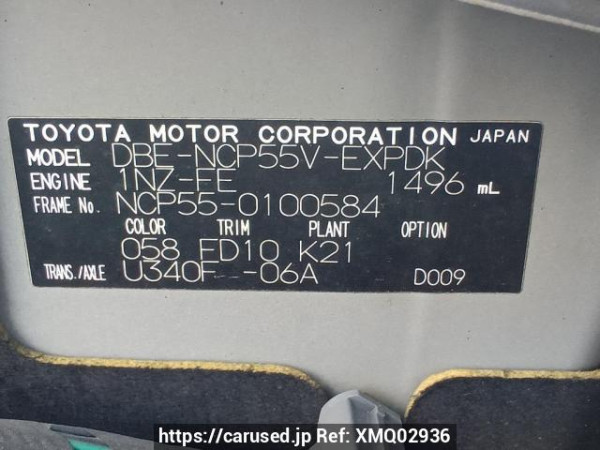 TOYOTA MOTOR CORPORATION JAPAN
MODEL DBE-NCP55V-EXPDK
ENGINE 1NZ-FE 1496 mL
FRAME No. NCP55-0100584
COLOR TRIM PLANT OPTION
058 FD10 K21
TRANS./AXLE U340F -06A D009
https://carused.jp Ref: XMQ02936